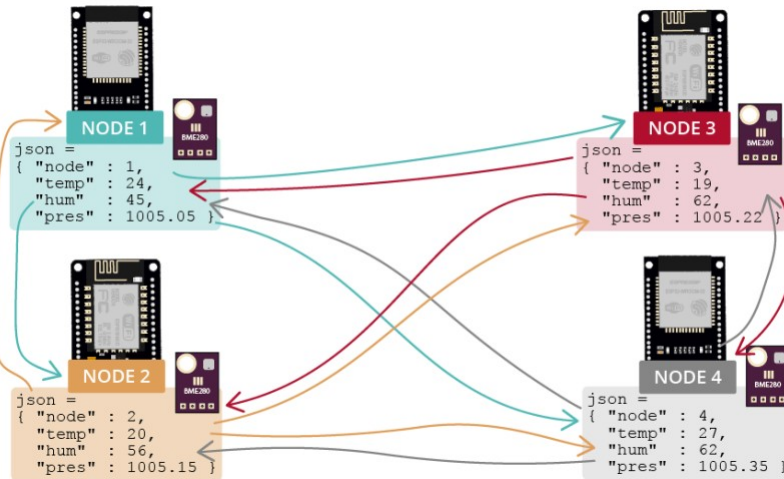 NODE 1
BME280
json =
{ "node" : 1,
"temp" : 24,
"hum" : 45,
"pres" : 1005.05 }
NODE 3
BME280
json =
{ "node" : 3,
"temp" : 19,
"hum" : 62,
"pres" : 1005.22 }
NODE 2
BME280
json =
{ "node" : 2,
"temp" : 20,
"hum" : 56,
"pres" : 1005.15 }
NODE 4
BME280
json =
{ "node" : 4,
"temp" : 27,
"hum" : 62,
"pres" : 1005.35 }